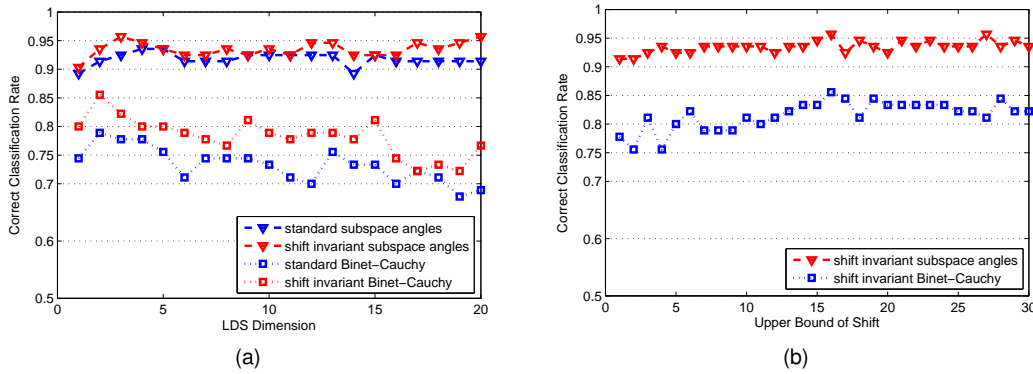 Correct Classification Rate
1
0.95
0.9
0.85
0.8
0.75
0.7
0.6
0.5
0
5
10
15
20
LDS Dimension
standard subspace angles
shift invariant subspace angles
standard Binet−Cauchy
shift invariant Binet−Cauchy
(a)
Correct Classification Rate
1
0.95
0.9
0.85
0.8
0.75
0.7
0.6
0.5
0
5
10
15
20
25
30
Upper Bound of Shift
shift invariant subspace angles
shift invariant Binet−Cauchy
(b)